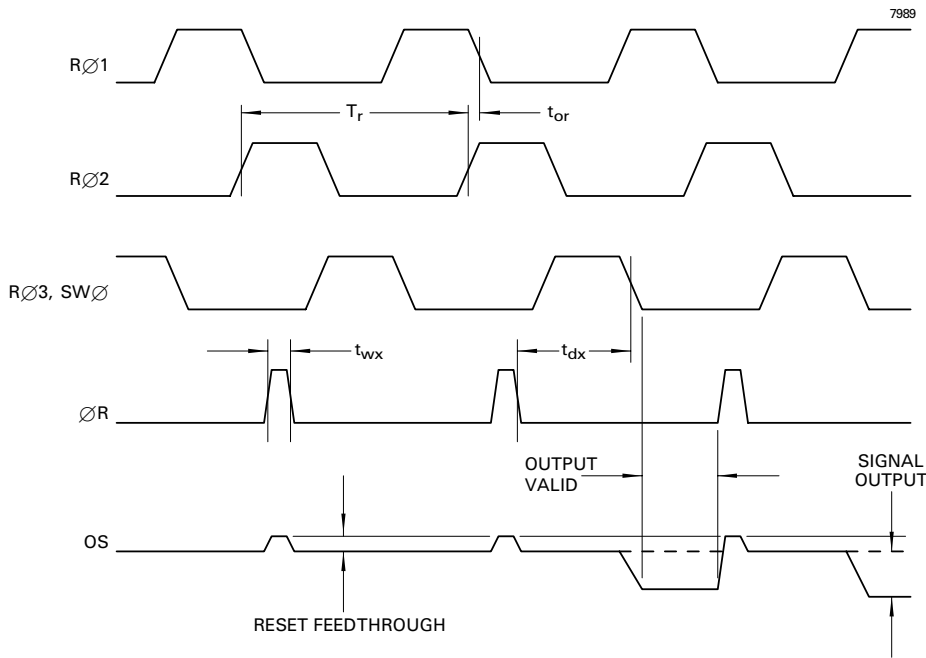 7989
RØ1
Tr
tor
RØ2
RØ3, SWØ
twx
tdx
ØR
OUTPUT
VALID
SIGNAL
OUTPUT
OS
RESET FEEDTHROUGH